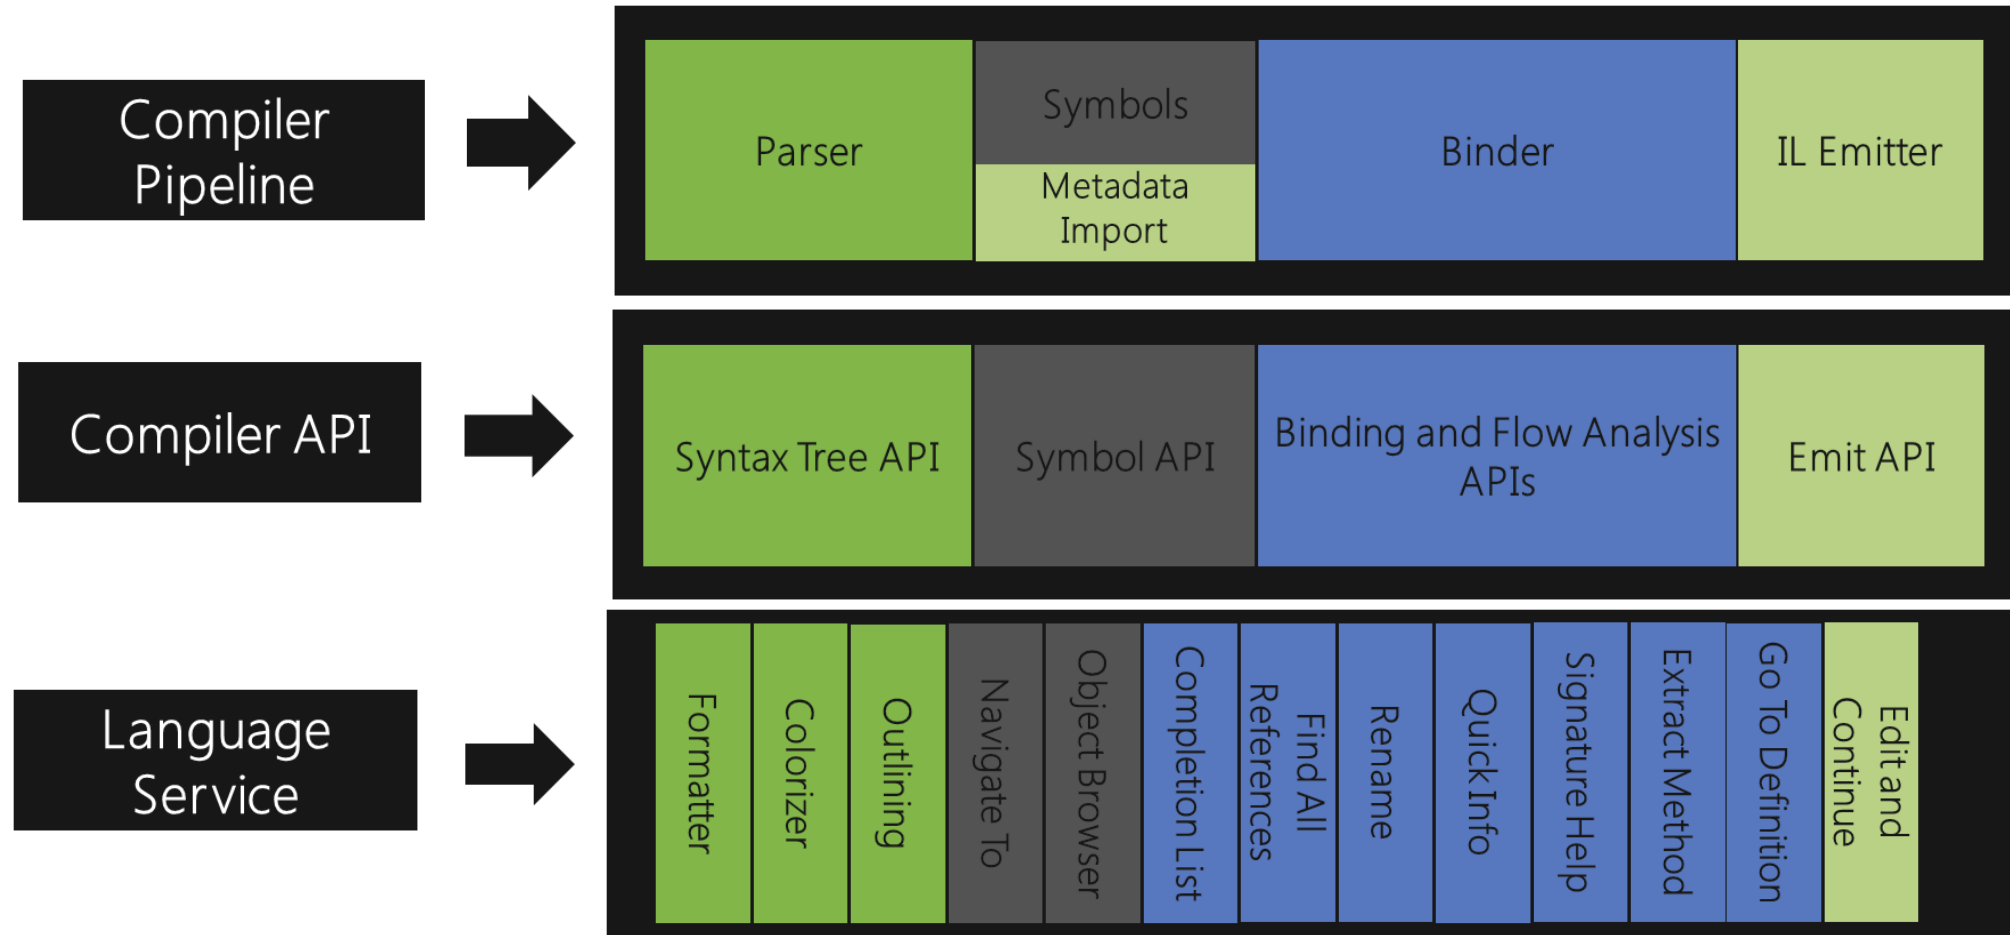 Compiler
Pipeline
Parser
Symbols
Metadata
Import
Binder
IL Emitter
Compiler API
Syntax Tree API
Symbol API
Binding and Flow Analysis
APIs
Emit API
Language
Service
Formatter
Colorizer
Outlining
Navigate To
Object Browser
Completion List
Find All
References
Rename
Quick Info
Signature Help
Extract Method
Go To Definition
Edit and
Continue